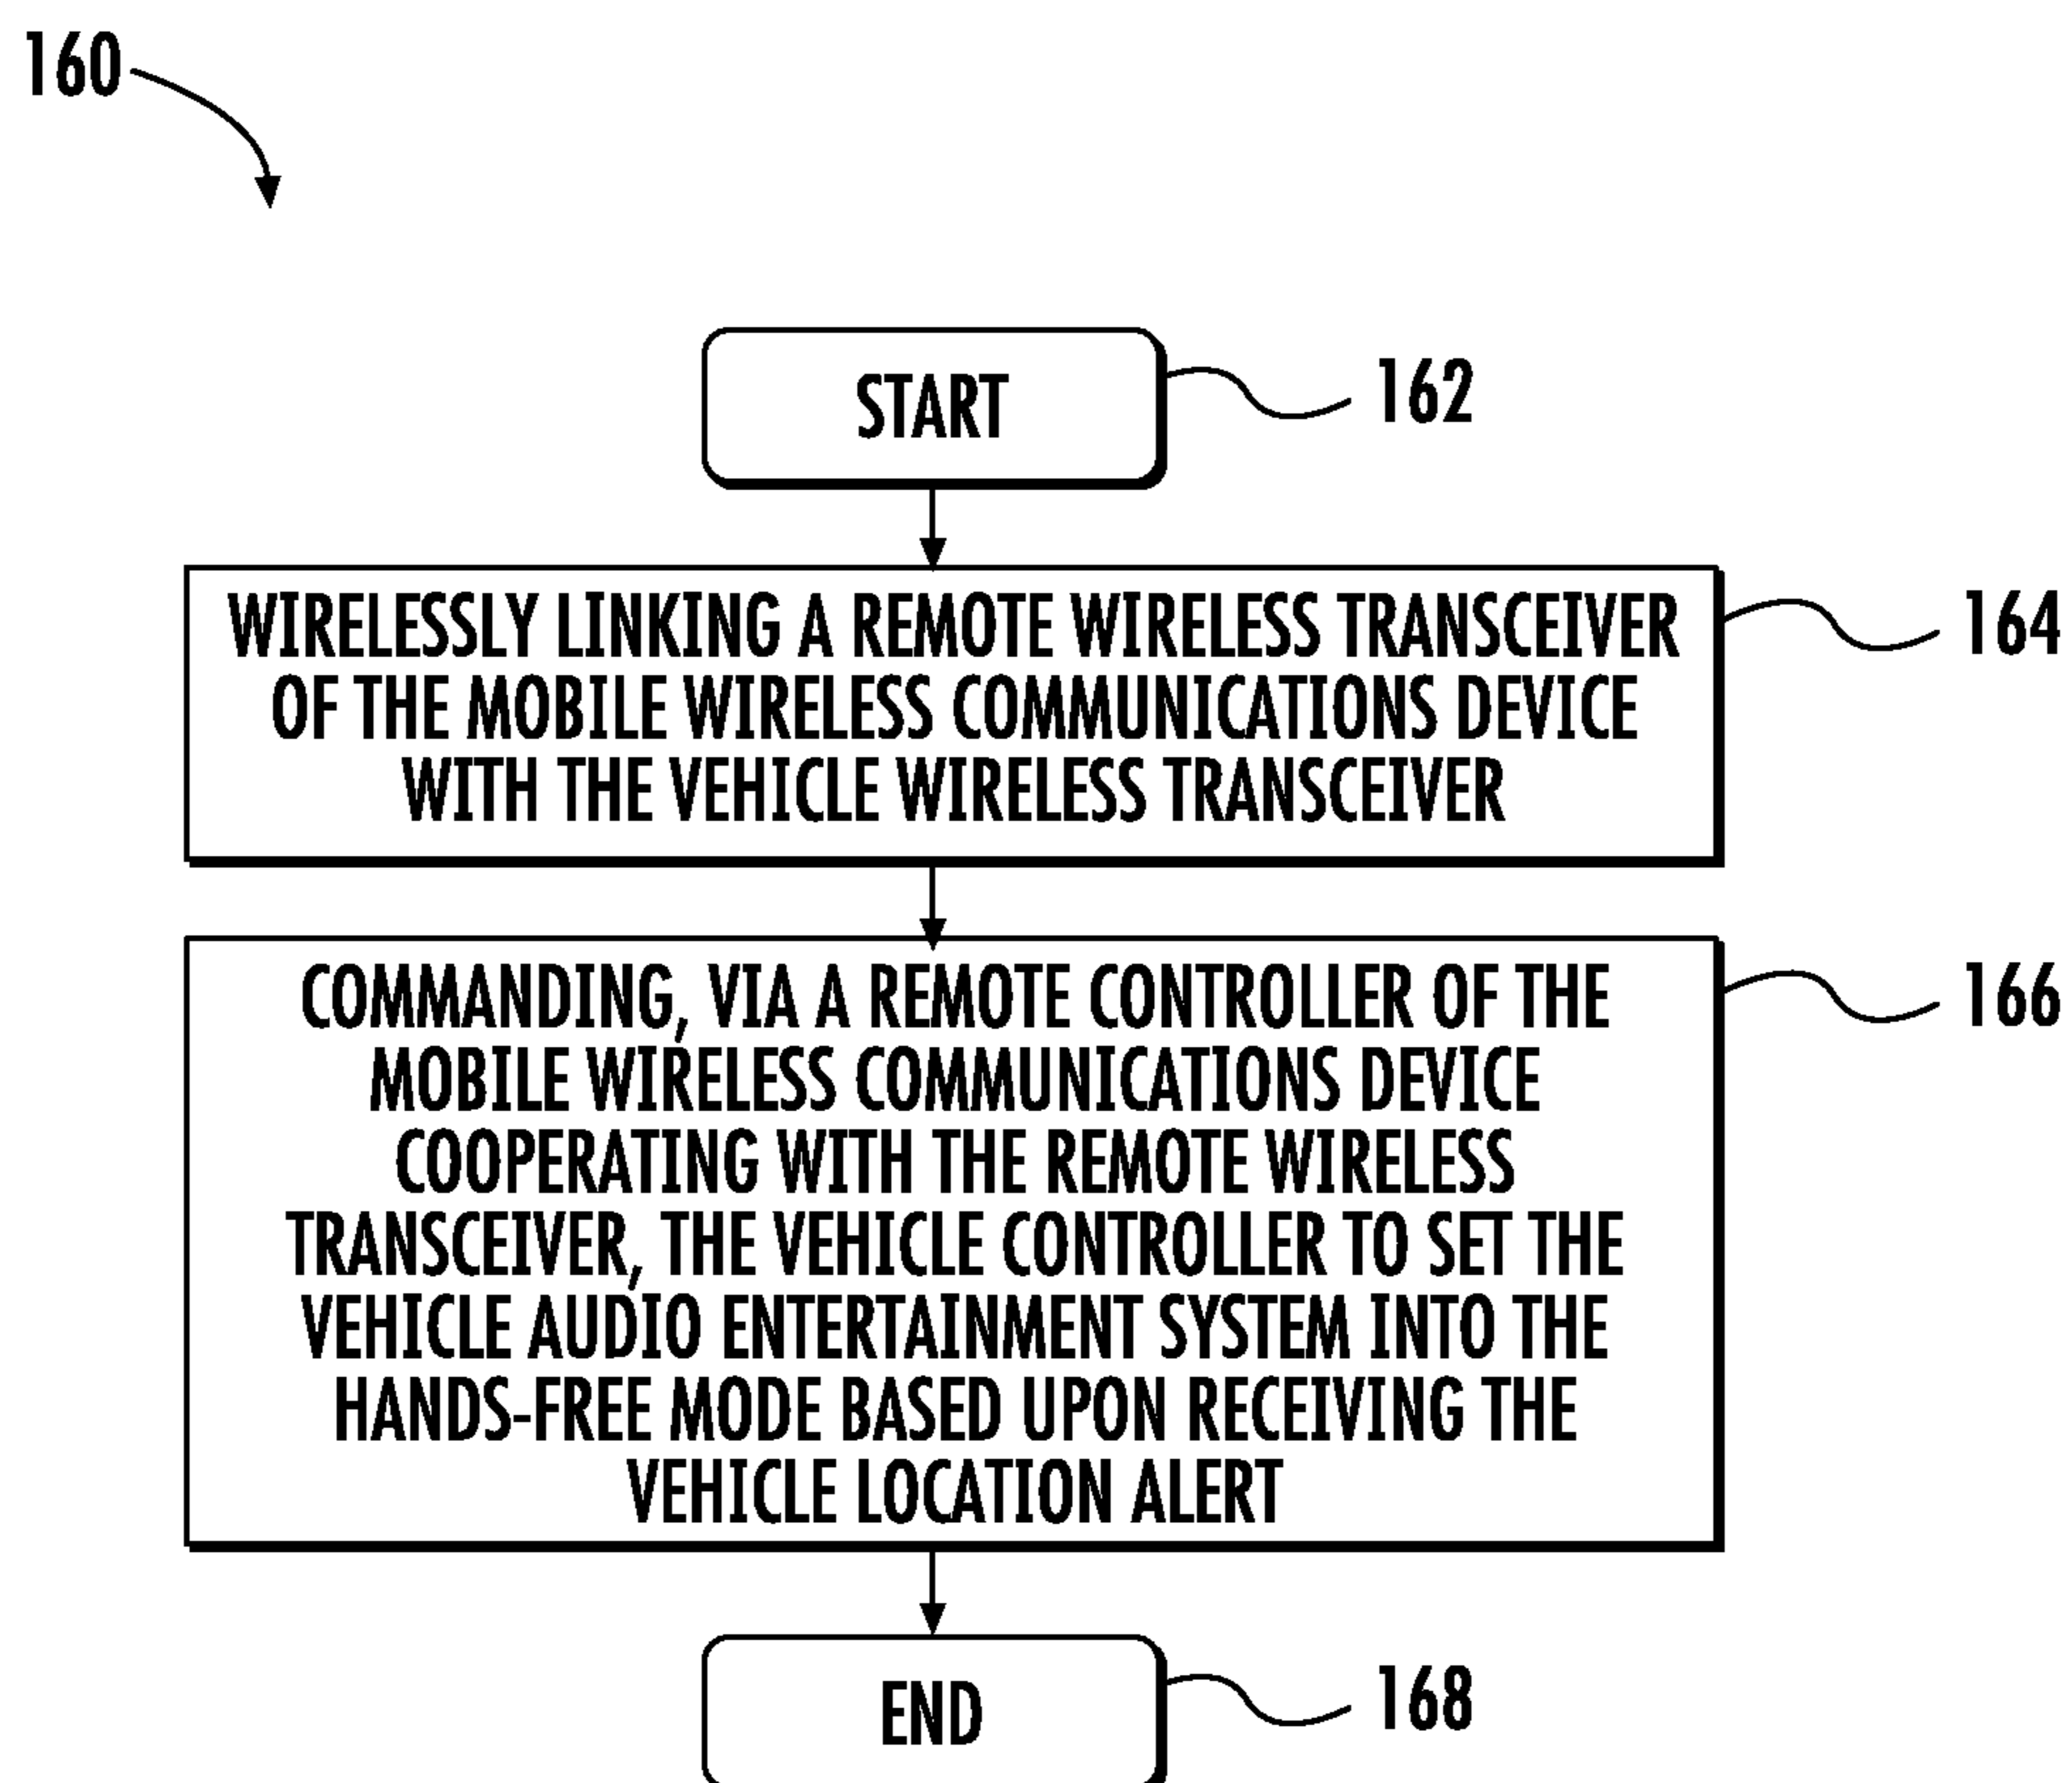 160
START
162
WIRELESSLY LINKING A REMOTE WIRELESS TRANSCEIVER
OF THE MOBILE WIRELESS COMMUNICATIONS DEVICE
WITH THE VEHICLE WIRELESS TRANSCEIVER
164
COMMANDING, VIA A REMOTE CONTROLLER OF THE
MOBILE WIRELESS COMMUNICATIONS DEVICE
COOPERATING WITH THE REMOTE WIRELESS
TRANSCEIVER, THE VEHICLE CONTROLLER TO SET THE
VEHICLE AUDIO ENTERTAINMENT SYSTEM INTO THE
HANDS-FREE MODE BASED UPON RECEIVING THE
VEHICLE LOCATION ALERT
166
END
168